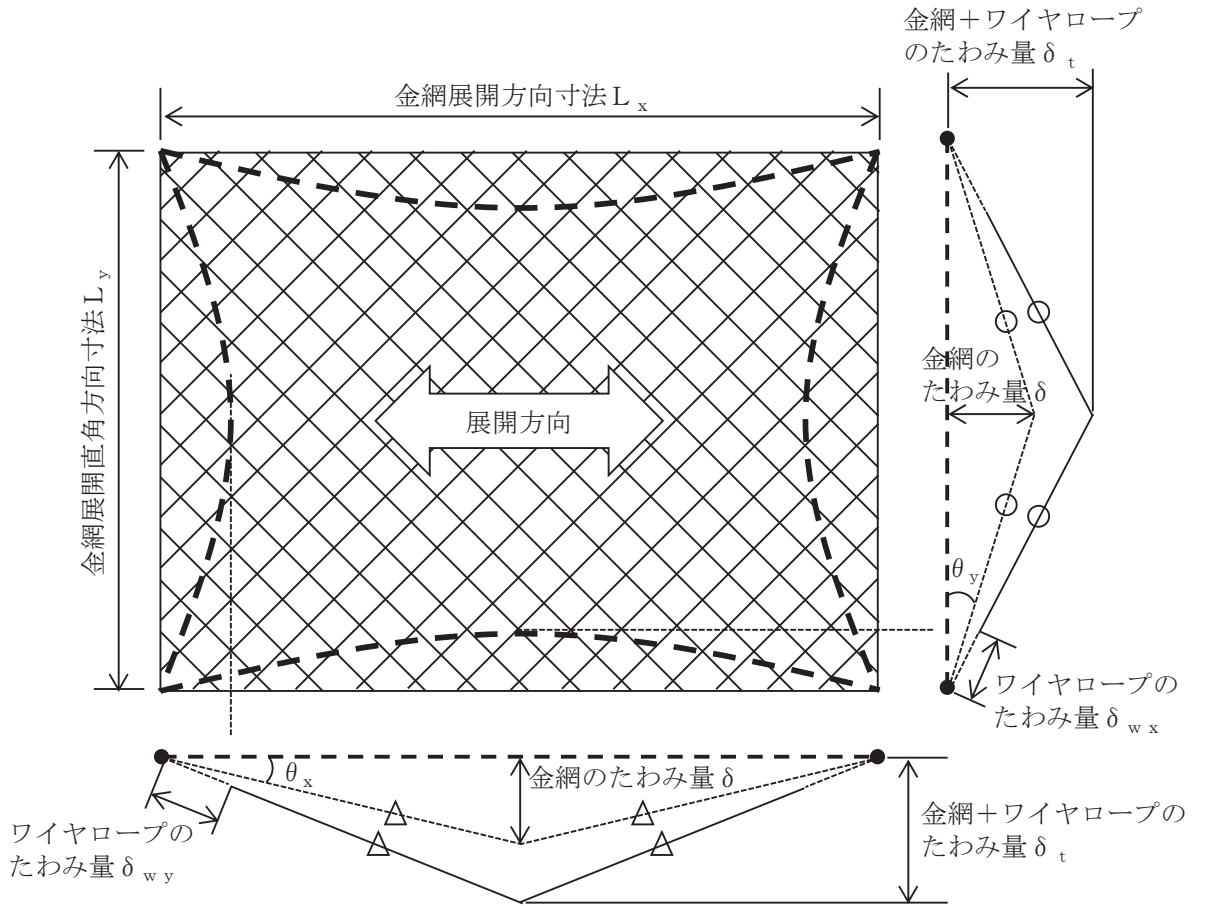 金網＋ワイヤロープ
のたわみ量δt
金網展開方向寸法Lx
金網展開直角方向寸法Ly
金網の
たわみ量δ
展開方向
θy
ワイヤロープの
たわみ量δwx
θx
金網のたわみ量δ
ワイヤロープの
たわみ量δwy
金網＋ワイヤロープの
たわみ量δt